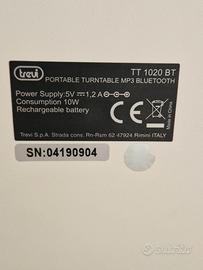 trevi
TT 1020 BT
PORTABLE TURNTABLE MP3 BLUETOOTH
Power Supply:5V 1,2 A
Consumption 10W
Rechargeable battery
CE
Made in China
Trevi S.p.A. Strada cons. Rn-Rsm 62 47924 Rimini ITALY
SN:04190904
subito